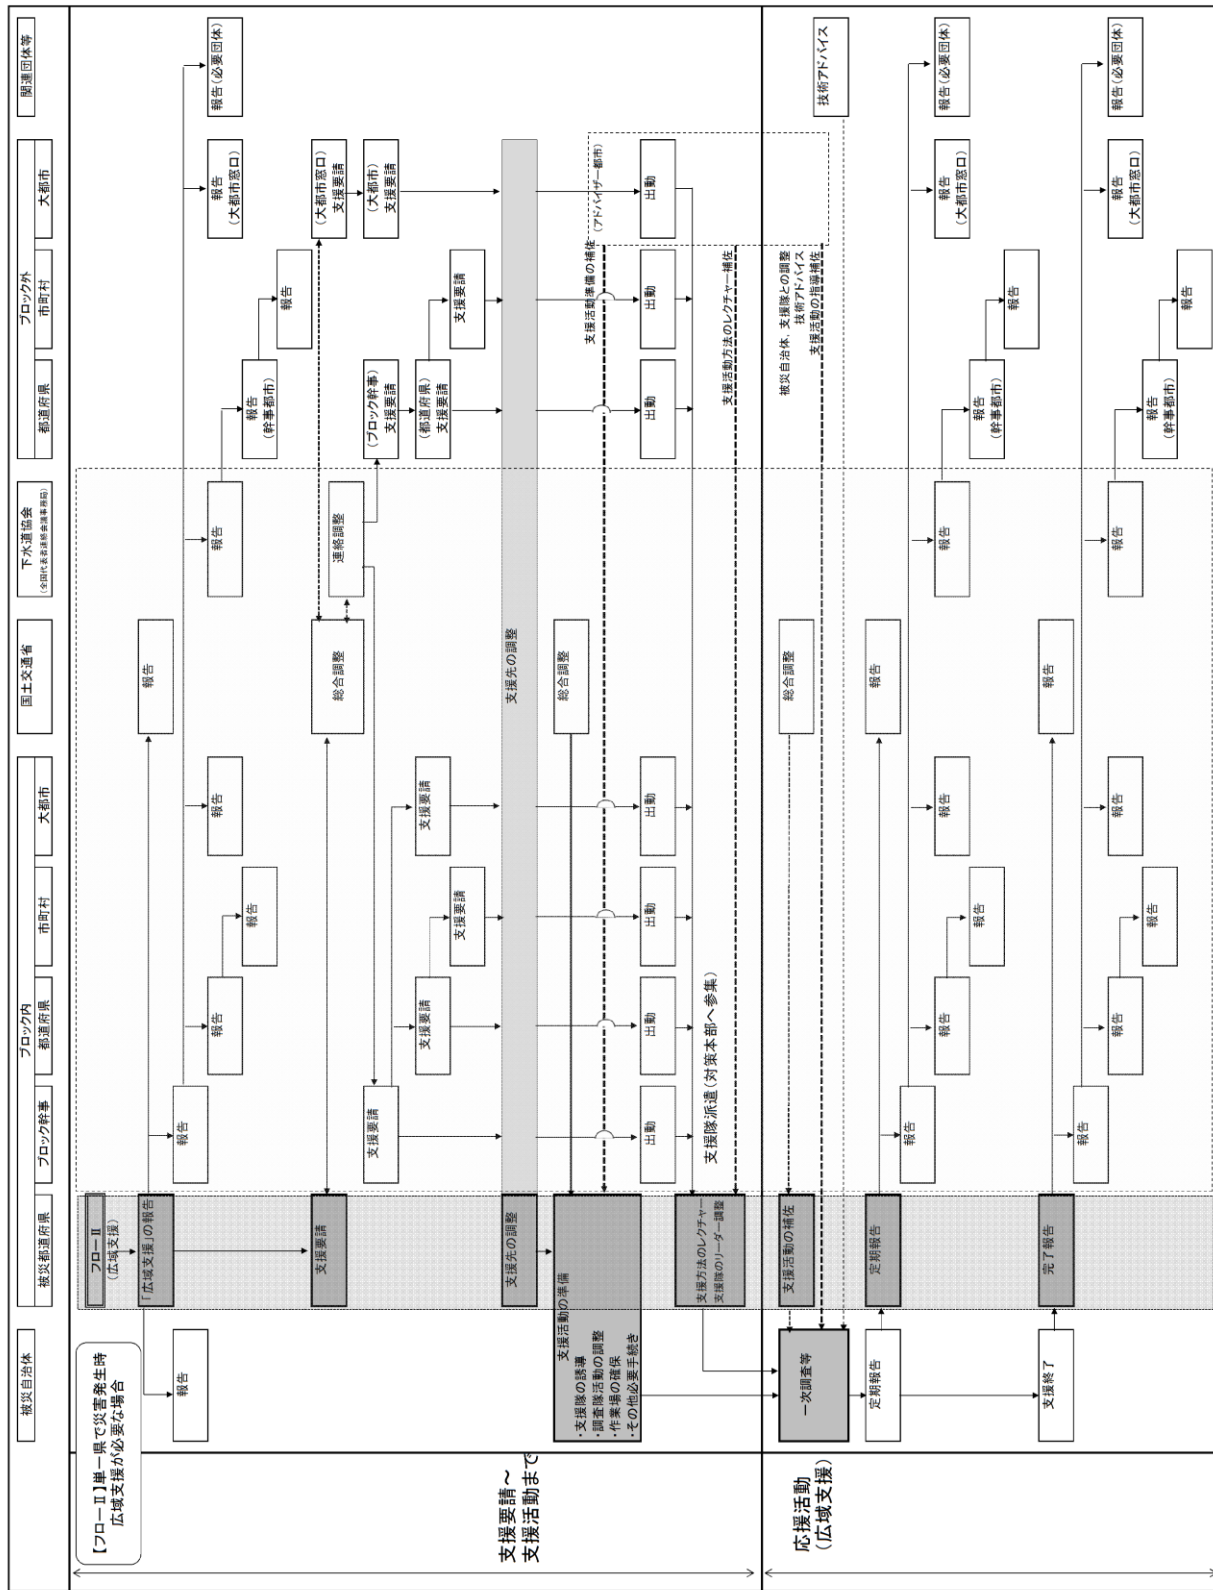 被災自治体
被災都道府県
ブロック内
ブロック幹事
都道府県
市町村
大都市
国土交通省
下水道協会
(全国代表者連絡会議事務局)
ブロック外
都道府県
市町村
大都市
関連団体等
【フローⅡ】単一県で災害発生時
広域支援が必要な場合
フローⅡ
(広域支援)
支援要請~
支援活動まで
「広域支援」の報告
報告
報告
報告
報告
報告
報告
報告
報告
報告
(幹事都市)
報告
報告
(大都市窓口)
報告(必要団体)
支援要請
総合調整
連絡調整
(大都市窓口)
支援要請
(大都市)
支援要請
支援要請
(ブロック幹事)
支援要請
(都道府県)
支援要請
支援要請
支援要請
支援要請
支援要請
支援先の調整
支援先の調整
支援活動の準備
・支援隊の誘導
・調査隊活動の調整
・作業場の確保
・その他必要手続き
総合調整
支援活動準備の補佐
(アドバイザー都市)
出動
出動
出動
出動
出動
出動
出動
支援方法のレクチャー
支援隊のリーダー調整
支援隊派遣(対策本部へ参集)
支援活動方法のレクチャー補佐
応援活動
(広域支援)
一次調査等
支援活動の補佐
総合調整
被災自治体、支援隊との調整
技術アドバイス
支援活動の指導補佐
技術アドバイス
定期報告
定期報告
報告
報告
報告
報告
報告
報告
報告
(幹事都市)
報告
報告
(大都市窓口)
報告(必要団体)
支援終了
完了報告
報告
報告
報告
報告
報告
報告
報告
(幹事都市)
報告
報告
(大都市窓口)
報告(必要団体)